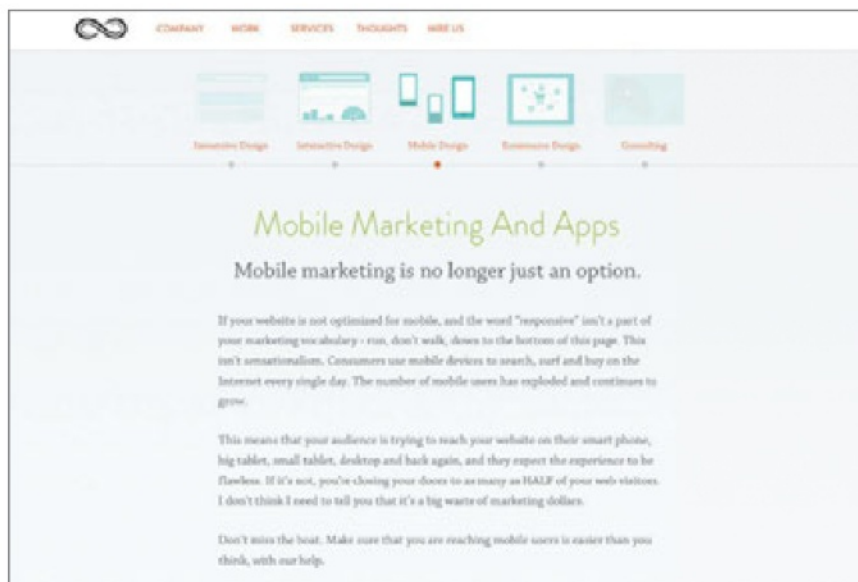 COMPANY WORK SERVICES THOUGHTS HIRE US
Interactive Design Mobile Design Ecommerce Design Consulting
Mobile Marketing And Apps
Mobile marketing is no longer just an option.
If your website is not optimized for mobile, and the word "responsive" isn't a part of
your marketing vocabulary - run, don't walk, down to the bottom of this page. This
isn't sensationalism. Consumers use mobile devices to search, surf and buy on the
Internet every single day. The number of mobile users has exploded and continues to
grow.
This means that your audience is trying to reach your website on their smart phone,
big tablet, small tablet, desktop and back again, and they expect the experience to be
flawless. If it's not, you're closing your doors to as many as HALF of your web visitors.
I don't think I need to tell you that it's a big waste of marketing dollars.
Don't miss the boat. Make sure that you are reaching mobile users is easier than you
think, with our help.